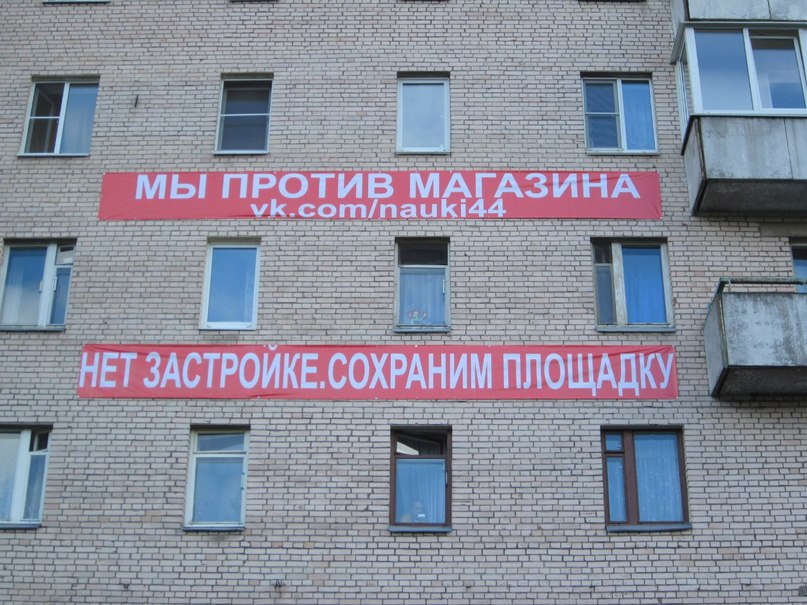 МЫ ПРОТИВ МАГАЗИНА
vk.com/nauki44
НЕТ ЗАСТРОЙКЕ.СОХРАНИМ ПЛОЩАДКУ